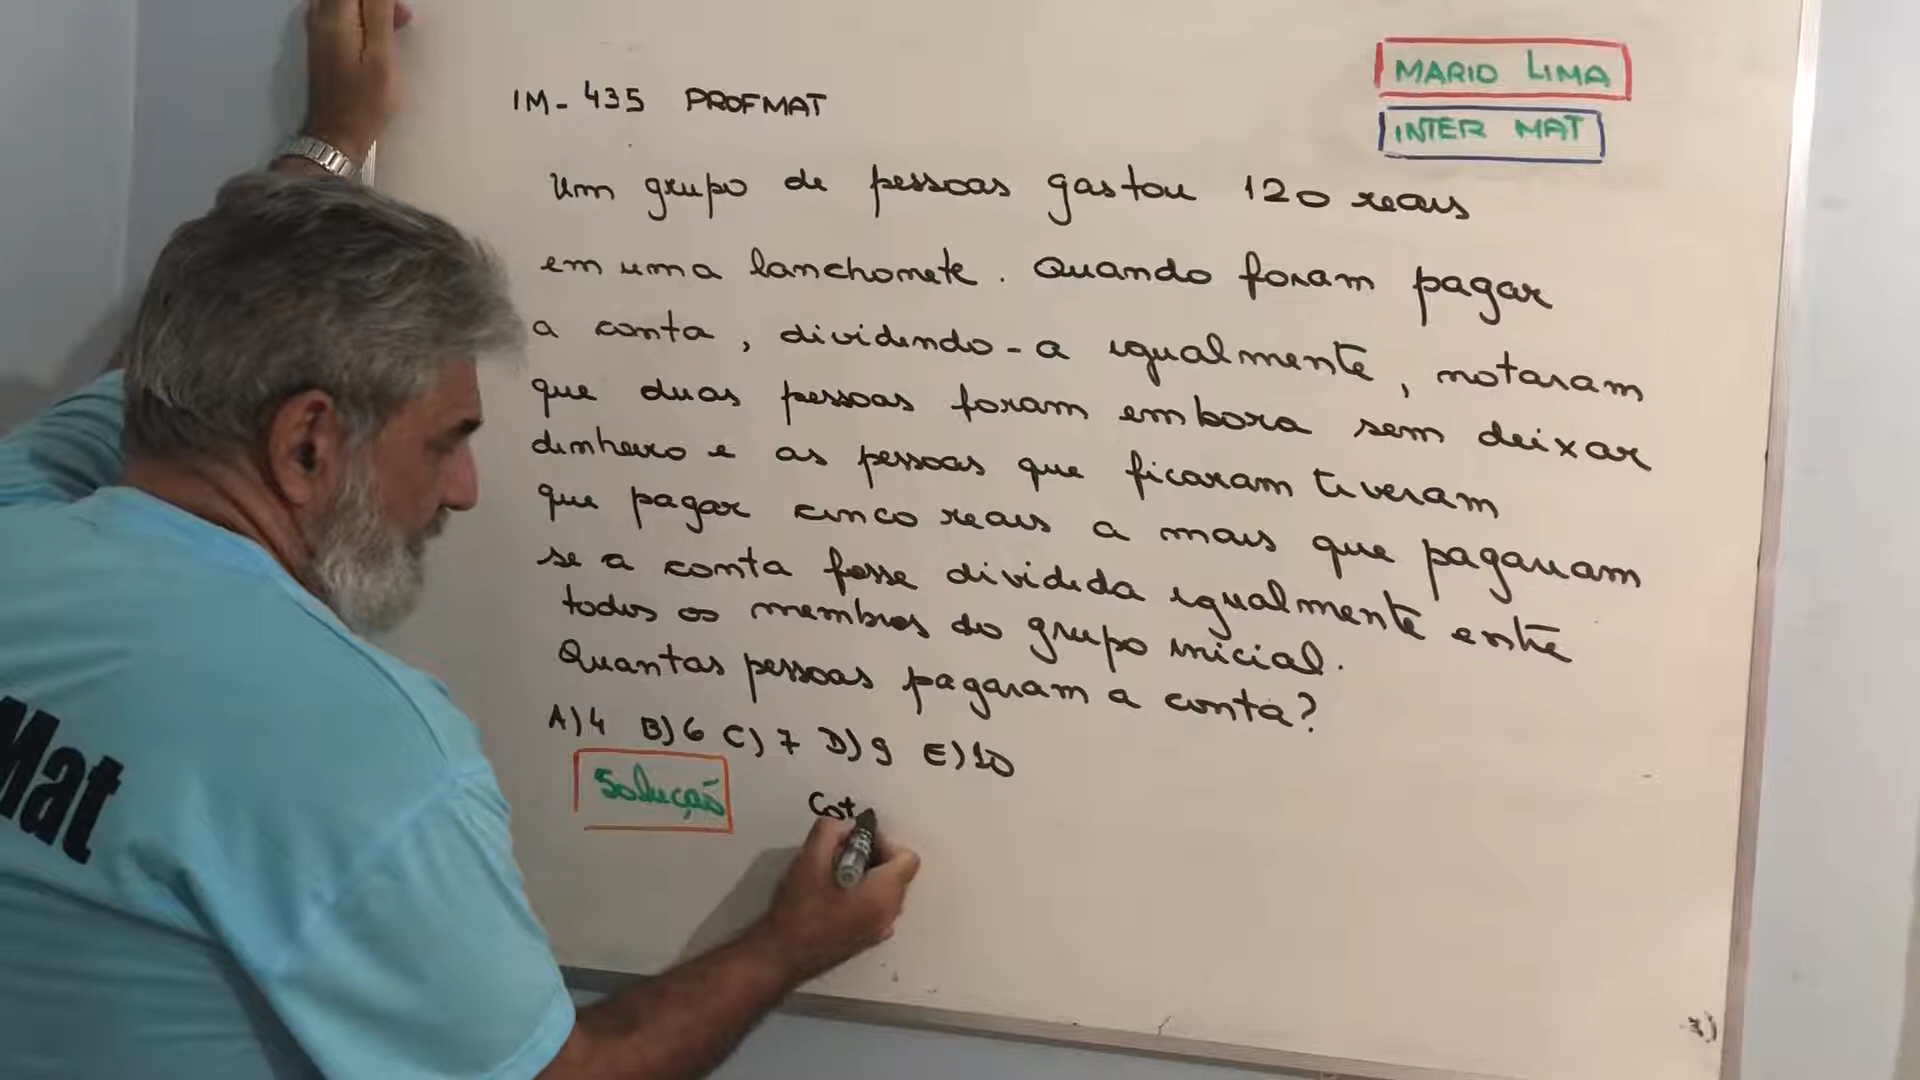 MARIO LIMA
INTER MAT
IM- 435 PROFMAT
Um grupo de pessoas gastou 120 reais
em uma lanchonete. Quando foram pagar
a conta, dividindo-a igualmente, notaram
que duas pessoas foram embora sem deixar
dinheiro e as pessoas que ficaram tiveram
que pagar cinco reais a mais que pagariam
se a conta fosse dividida igualmente entre
todos os membros do grupo inicial.
Quantas pessoas pagaram a conta?
A) 4 B) 6 C) 7 D) 9 E) 10
Solução
Cot
Mat